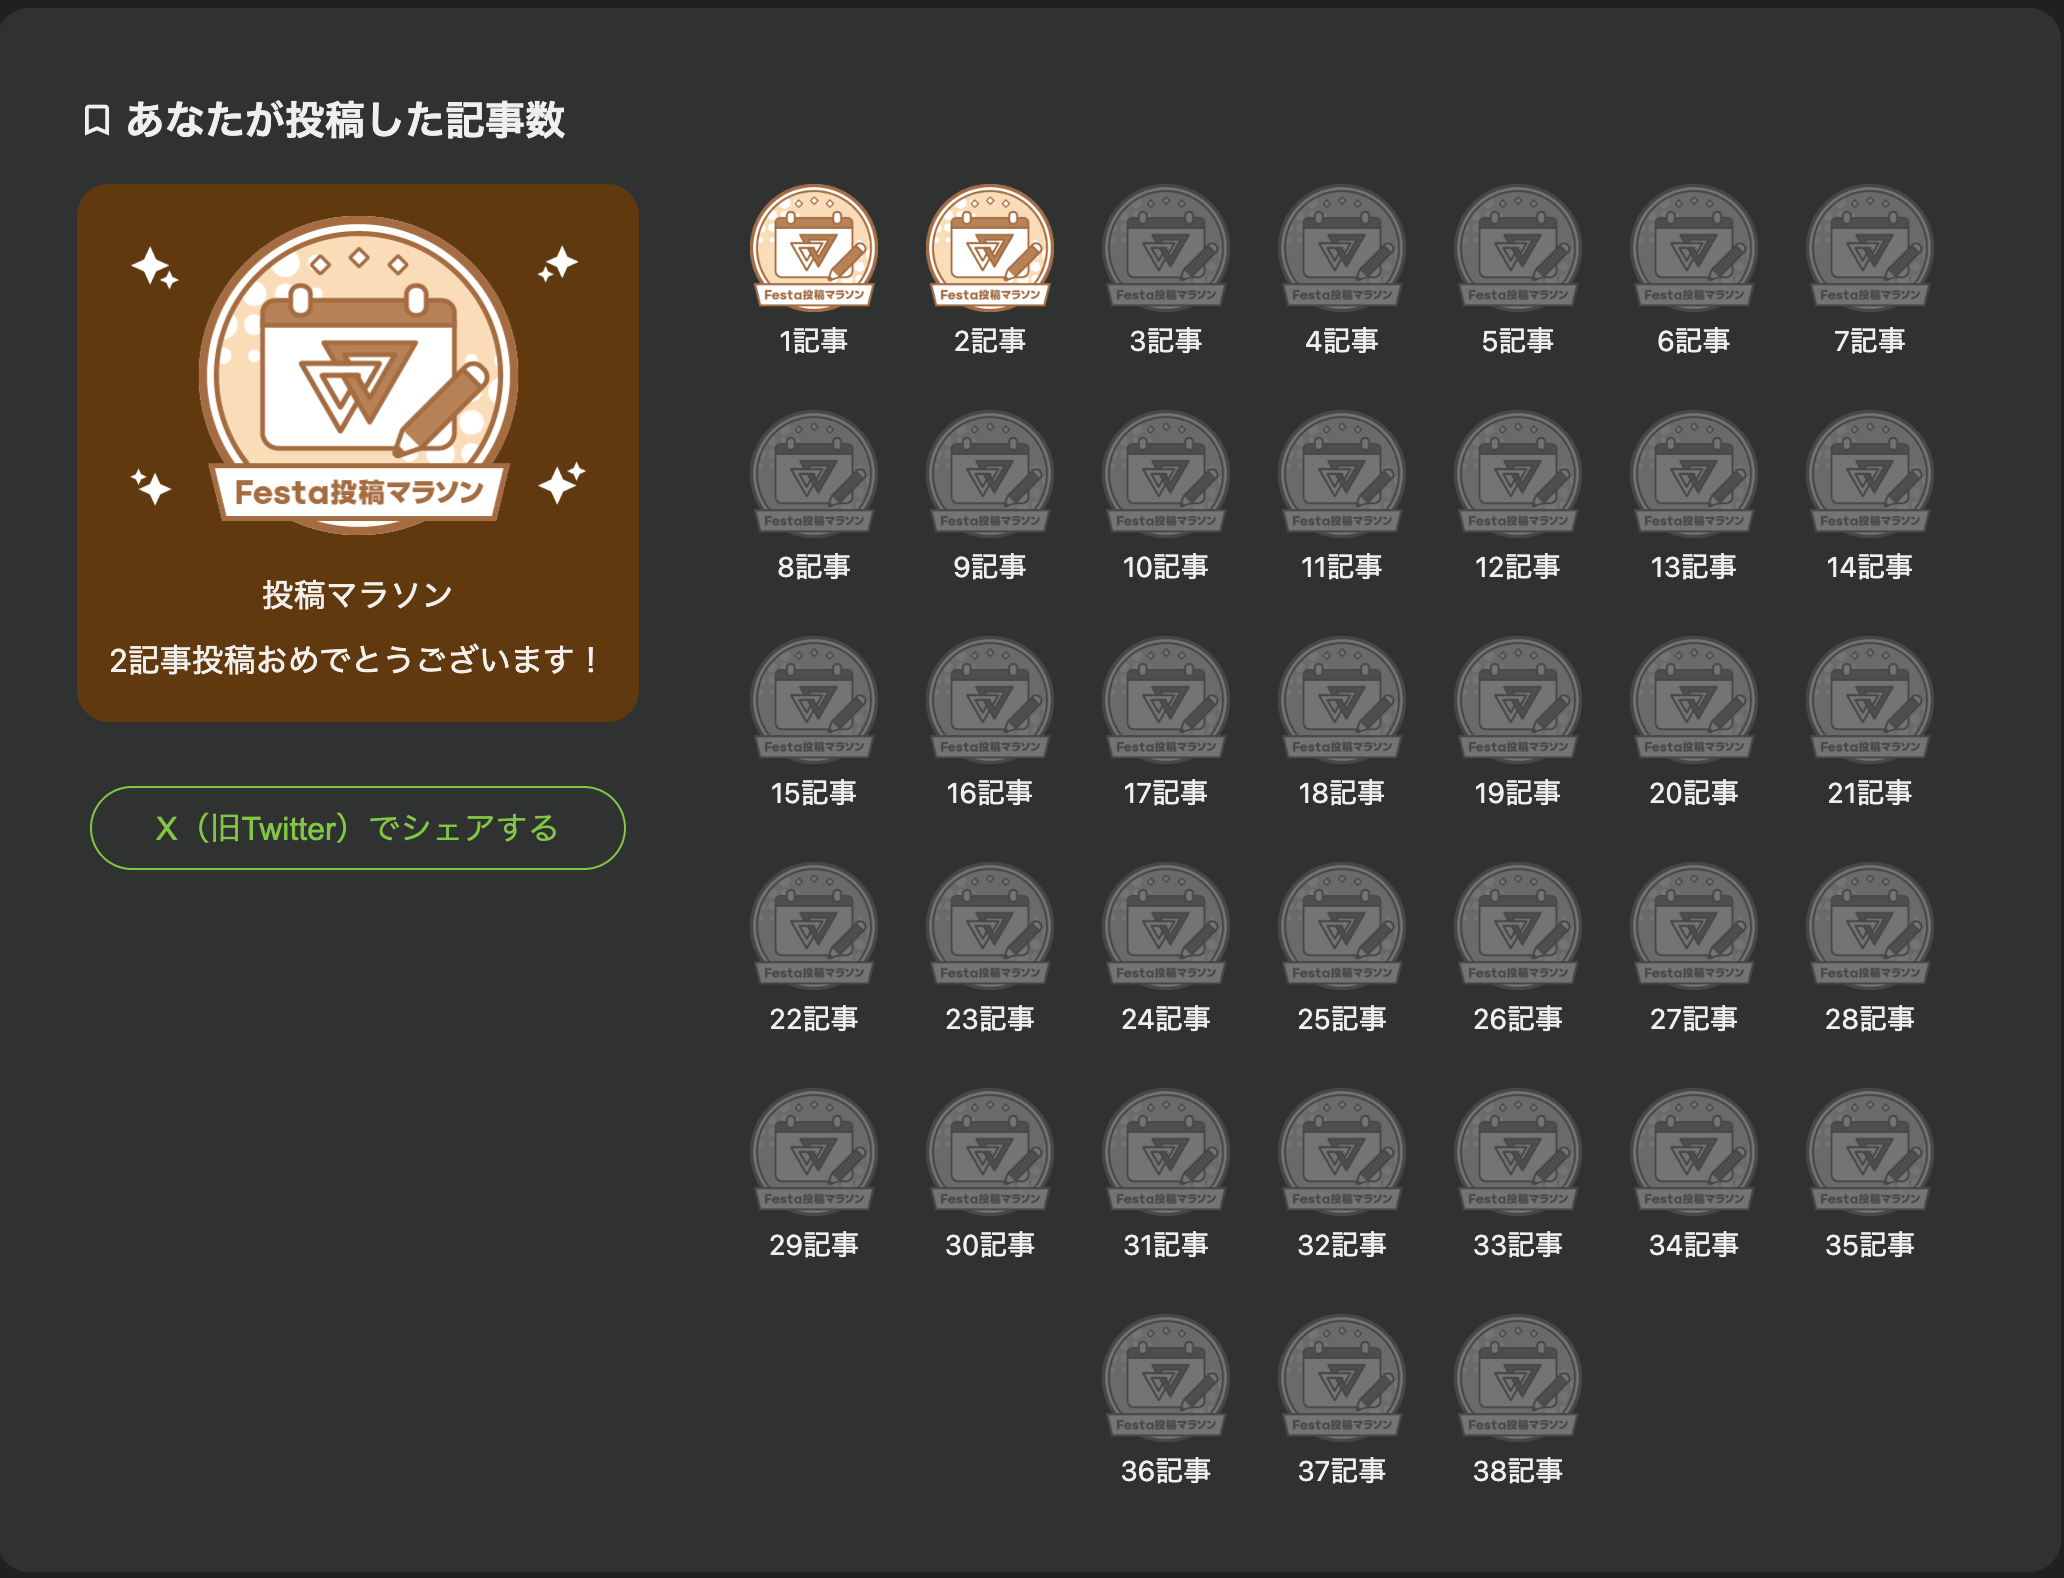 あなたが投稿した記事数
Festa投稿マラソン
投稿マラソン
2記事投稿おめでとうございます！
X（旧Twitter）でシェアする
Festa投稿マラソン Festa投稿マラソン Festa投稿マラソン Festa投稿マラソン Festa投稿マラソン Festa投稿マラソン Festa投稿マラソン
1記事 2記事 3記事 4記事 5記事 6記事 7記事
Festa投稿マラソン Festa投稿マラソン Festa投稿マラソン Festa投稿マラソン Festa投稿マラソン Festa投稿マラソン Festa投稿マラソン
8記事 9記事 10記事 11記事 12記事 13記事 14記事
Festa投稿マラソン Festa投稿マラソン Festa投稿マラソン Festa投稿マラソン Festa投稿マラソン Festa投稿マラソン Festa投稿マラソン
15記事 16記事 17記事 18記事 19記事 20記事 21記事
Festa投稿マラソン Festa投稿マラソン Festa投稿マラソン Festa投稿マラソン Festa投稿マラソン Festa投稿マラソン Festa投稿マラソン
22記事 23記事 24記事 25記事 26記事 27記事 28記事
Festa投稿マラソン Festa投稿マラソン Festa投稿マラソン Festa投稿マラソン Festa投稿マラソン Festa投稿マラソン Festa投稿マラソン
29記事 30記事 31記事 32記事 33記事 34記事 35記事
Festa投稿マラソン Festa投稿マラソン Festa投稿マラソン
36記事 37記事 38記事